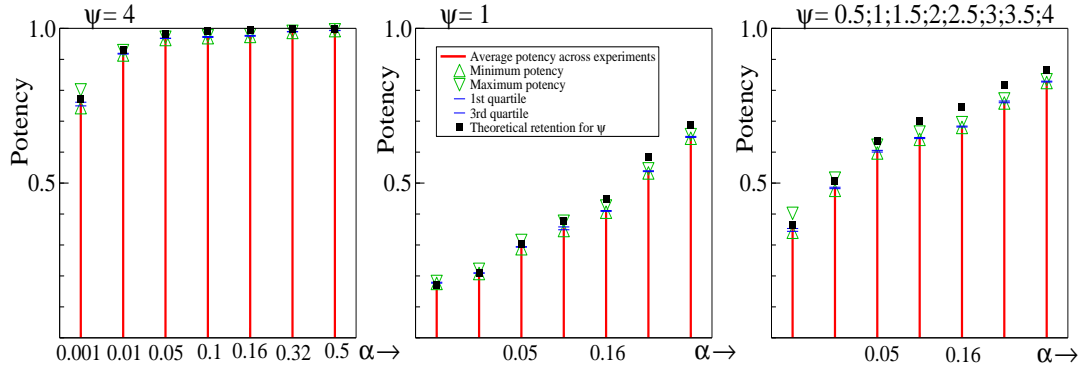 ψ= 4
1.0
0.5
Potency
0.001 0.01 0.05 0.1 0.16 0.32 0.5 α→
ψ= 1
1.0
0.5
Potency
Average potency across experiments
Minimum potency
Maximum potency
1st quartile
3rd quartile
Theoretical retention for ψ
0.05 0.16 α→
ψ= 0.5;1;1.5;2;2.5;3;3.5;4
1.0
0.5
Potency
0.05 0.16 α→